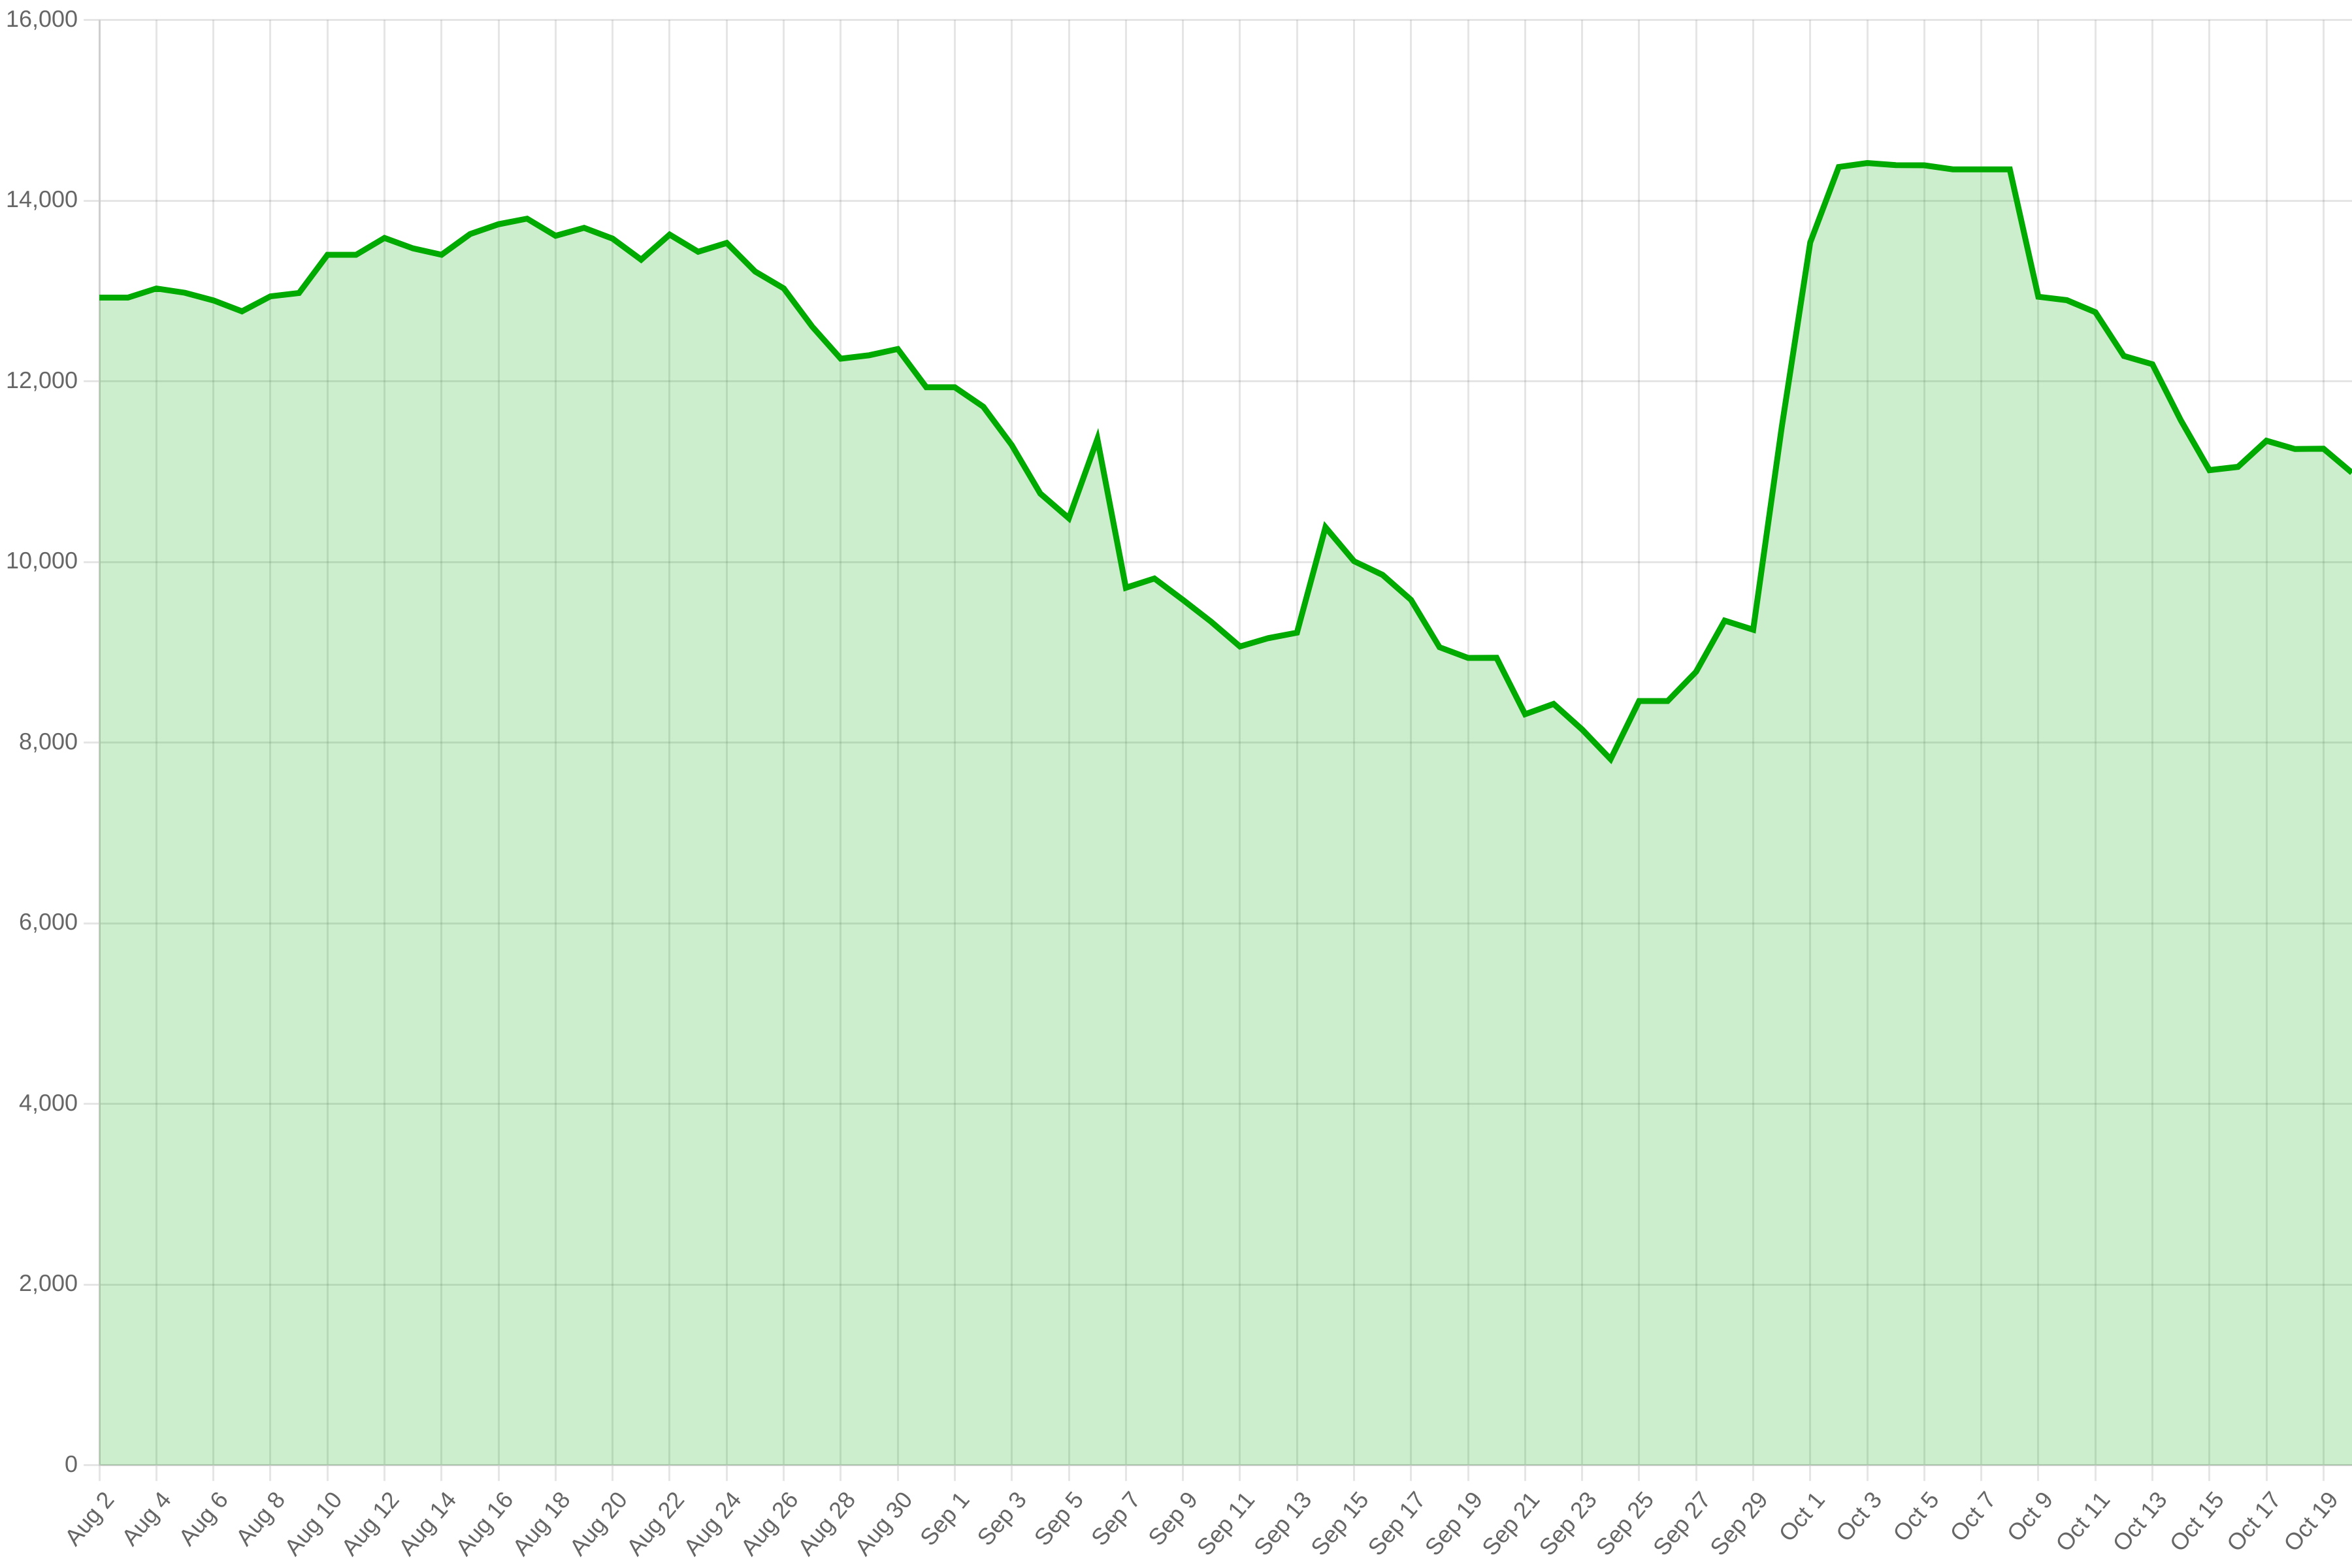 16,000
14,000
12,000
10,000
8,000
6,000
4,000
2,000
0
Aug 2
Aug 4
Aug 6
Aug 8
Aug 10
Aug 12
Aug 14
Aug 16
Aug 18
Aug 20
Aug 22
Aug 24
Aug 26
Aug 28
Aug 30
Sep 1
Sep 3
Sep 5
Sep 7
Sep 9
Sep 11
Sep 13
Sep 15
Sep 17
Sep 19
Sep 21
Sep 23
Sep 25
Sep 27
Sep 29
Oct 1
Oct 3
Oct 5
Oct 7
Oct 9
Oct 11
Oct 13
Oct 15
Oct 17
Oct 19